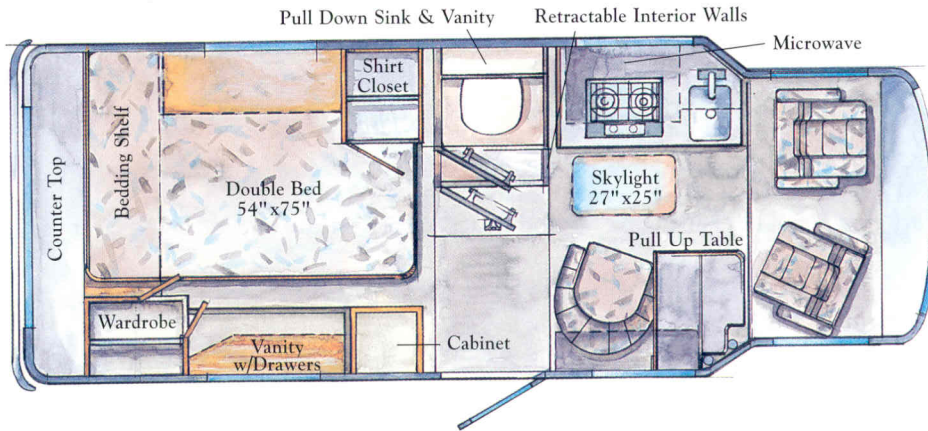 Pull Down Sink & Vanity
Retractable Interior Walls
Microwave
Shirt
Closet
Counter Top
Bedding Shelf
Double Bed
54"x75"
Skylight
27"x25"
Pull Up Table
Wardrobe
Vanity
w/Drawers
Cabinet